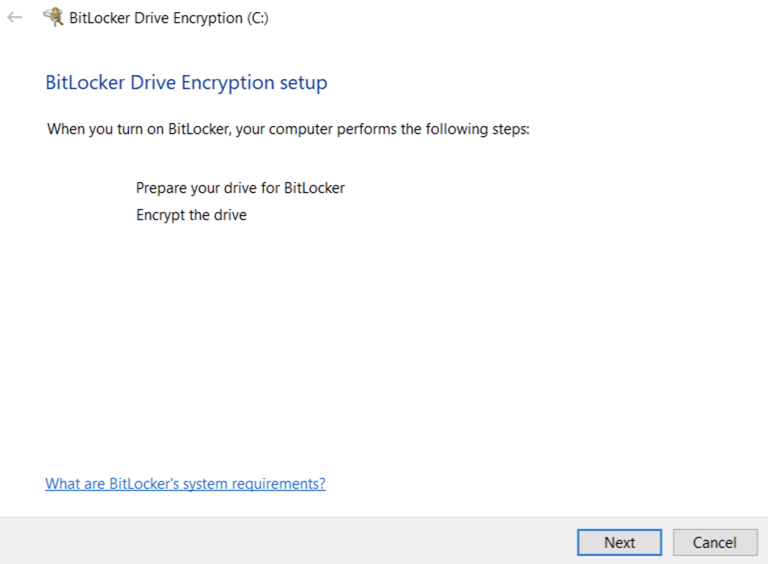 BitLocker Drive Encryption (C:)
BitLocker Drive Encryption setup
When you turn on BitLocker, your computer performs the following steps:
Prepare your drive for BitLocker
Encrypt the drive
What are BitLocker's system requirements?
Next Cancel